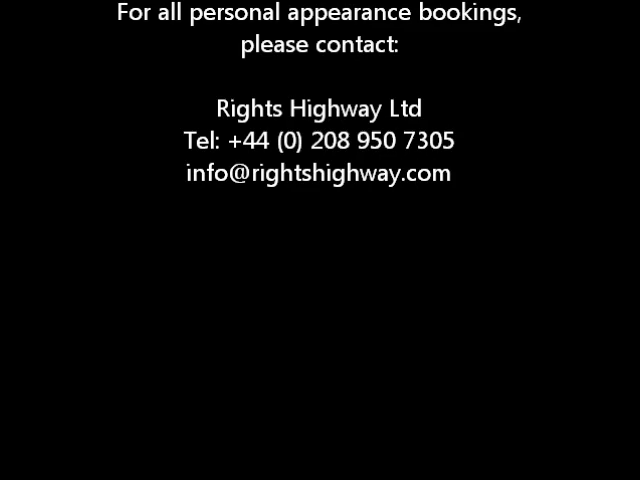 For all personal appearance bookings,
please contact:
Rights Highway Ltd
Tel: +44 (0) 208 950 7305
info@rightshighway.com